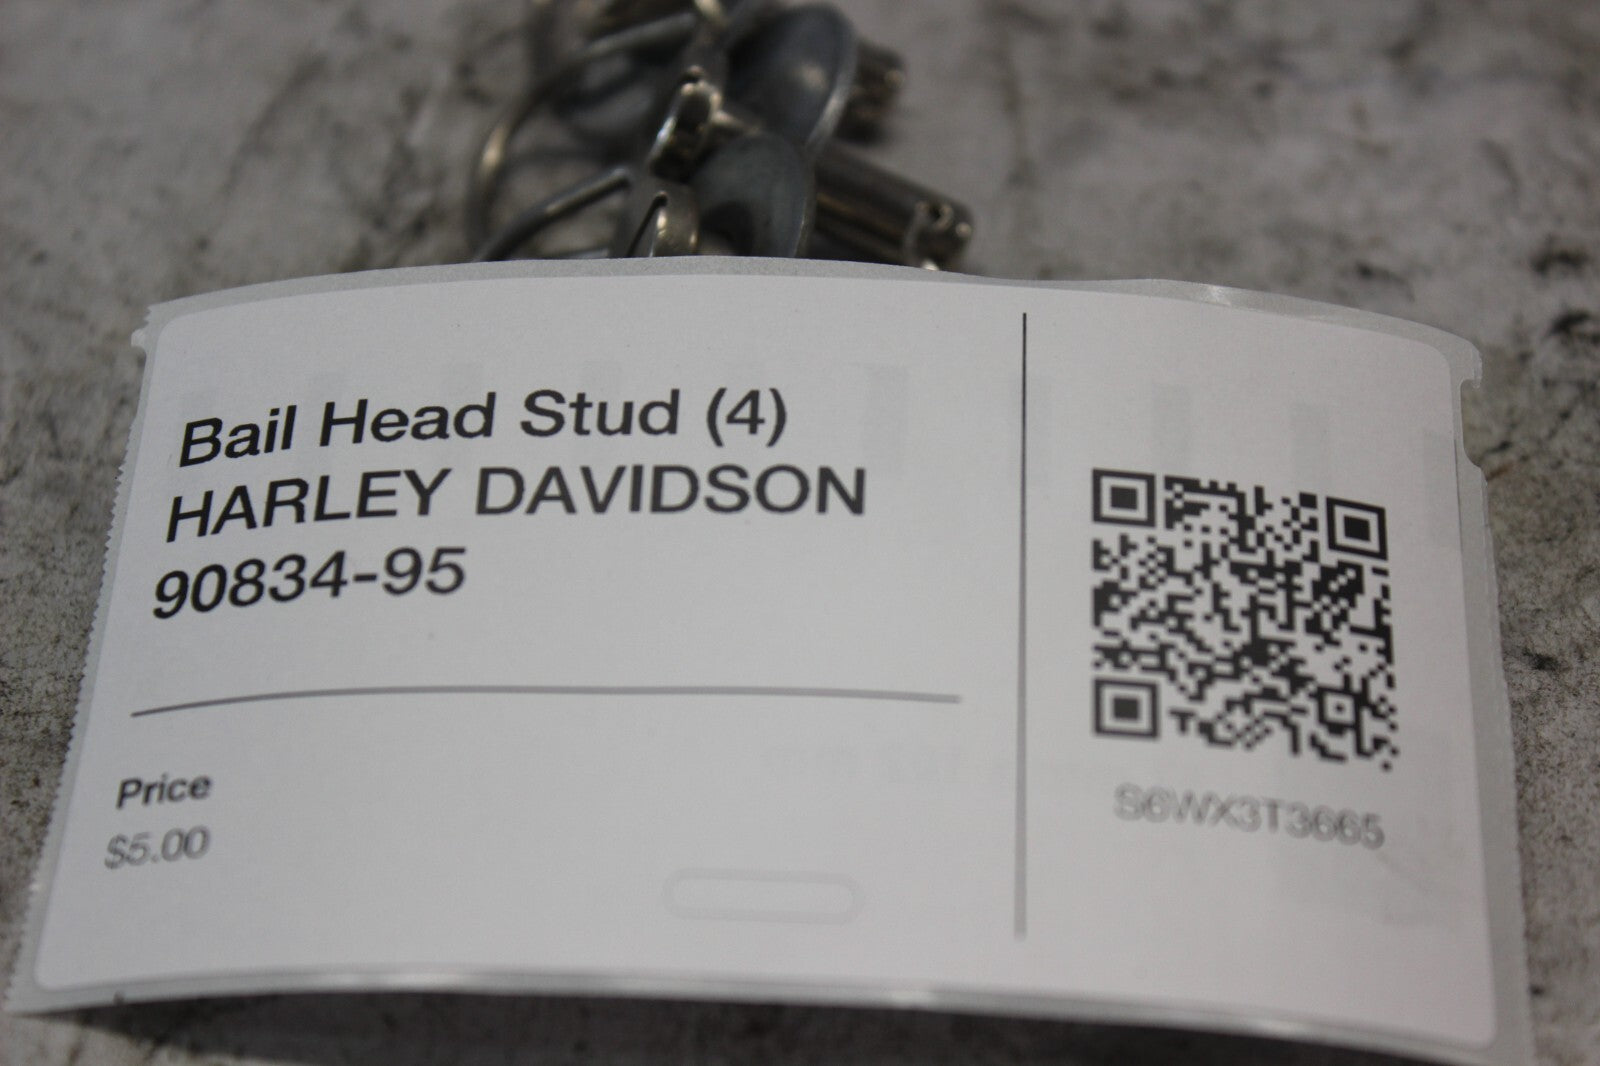 Bail Head Stud (4)
HARLEY DAVIDSON
90834-95
Price
$5.00
S6WX3T3665